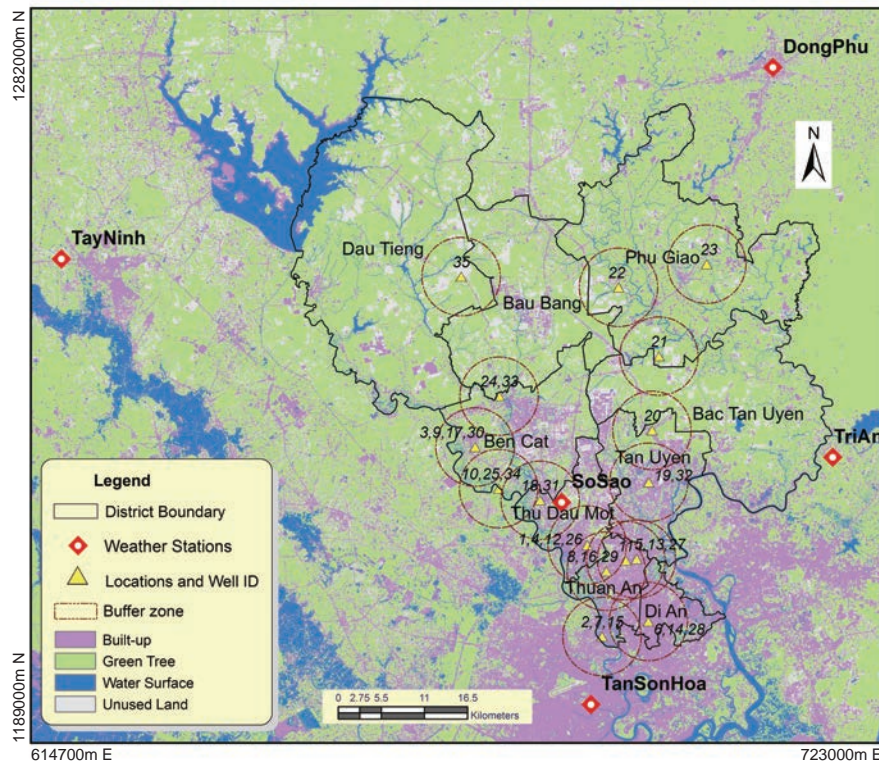 1282000m N
DongPhu
N
TayNinh
Dau Tieng
35
Phu Giao
23
22
Bau Bang
21
24,33
Bac Tan Uyen
20
3,9,17,30
Ben Cat
TriAn
Tan Uyen
10,25,34
19,32
18,31
SoSao
Thu Dau Mot
1,4,12,26
5,13,27
8,16,29
Thuan An
Di An
2,7,15
6,14,28
TanSonHoa
Legend
District Boundary
Weather Stations
Locations and Well ID
Buffer zone
Built-up
Green Tree
Water Surface
Unused Land
0 2.75 5.5 11 16.5
Kilometers
1189000m N
614700m E
723000m E